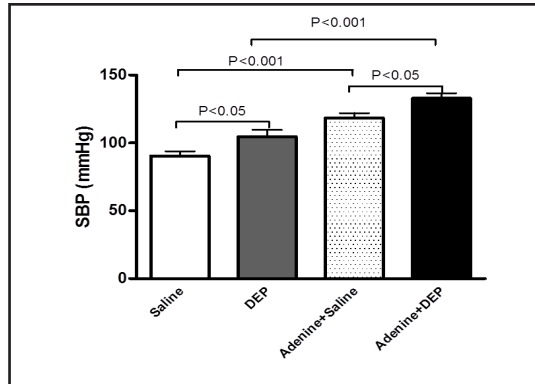 P<0.001
P<0.001
P<0.05
P<0.05
150
100
50
0
SBP (mmHg)
Saline
DEP
Adenine+Saline
Adenine+DEP